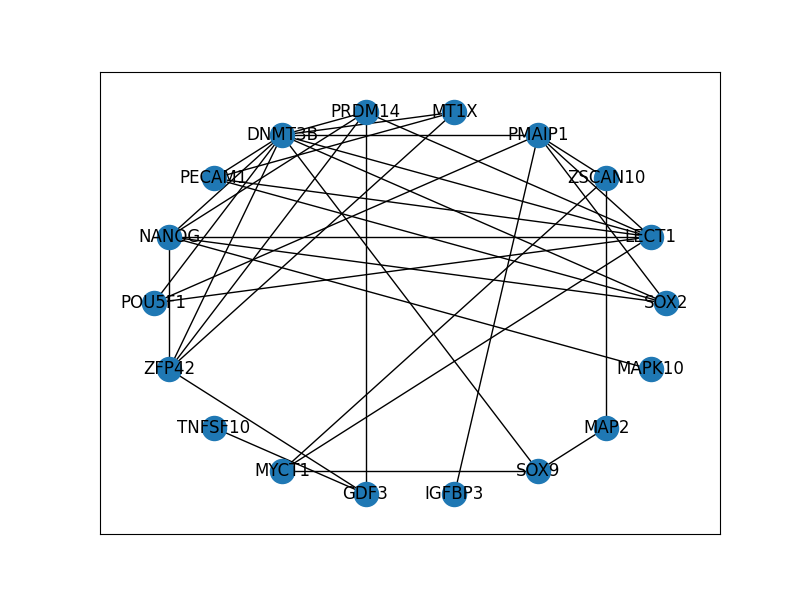 PRDM14 MT1X
DNMT3B PMAIP1
PECAM1 ZSCAN10
NANOG LECT1
POU5F1 SOX2
ZFP42 MAPK10
TNFSF10 MAP2
MYCT1 SOX9
GDF3 IGFBP3